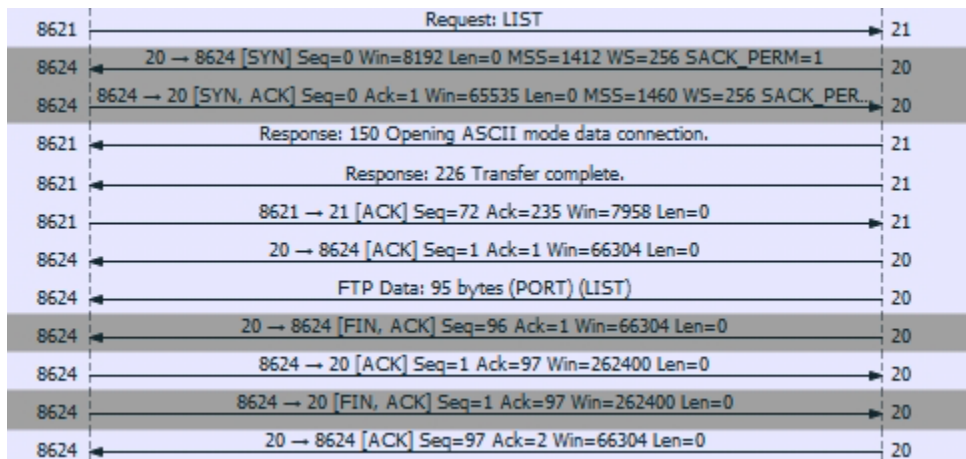 8621 Request: LIST 21
8624 20 → 8624 [SYN] Seq=0 Win=8192 Len=0 MSS=1412 WS=256 SACK_PERM=1 20
8624 8624 → 20 [SYN, ACK] Seq=0 Ack=1 Win=65535 Len=0 MSS=1460 WS=256 SACK_PER... 20
8621 Response: 150 Opening ASCII mode data connection. 21
8621 Response: 226 Transfer complete. 21
8621 8621 → 21 [ACK] Seq=72 Ack=235 Win=7958 Len=0 21
8624 20 → 8624 [ACK] Seq=1 Ack=1 Win=66304 Len=0 20
8624 FTP Data: 95 bytes (PORT) (LIST) 20
8624 20 → 8624 [FIN, ACK] Seq=96 Ack=1 Win=66304 Len=0 20
8624 8624 → 20 [ACK] Seq=1 Ack=97 Win=262400 Len=0 20
8624 8624 → 20 [FIN, ACK] Seq=1 Ack=97 Win=262400 Len=0 20
8624 20 → 8624 [ACK] Seq=97 Ack=2 Win=66304 Len=0 20